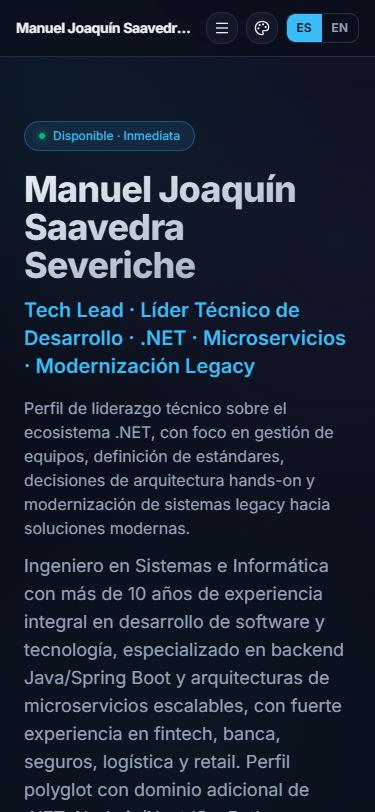 Manuel Joaquín Saavedr...
ES
EN
Disponible · Inmediata
Manuel Joaquín
Saavedra
Severiche
Tech Lead · Líder Técnico de
Desarrollo · .NET · Microservicios
· Modernización Legacy
Perfil de liderazgo técnico sobre el
ecosistema .NET, con foco en gestión de
equipos, definición de estándares,
decisiones de arquitectura hands-on y
modernización de sistemas legacy hacia
soluciones modernas.
Ingeniero en Sistemas e Informática
con más de 10 años de experiencia
integral en desarrollo de software y
tecnología, especializado en backend
Java/Spring Boot y arquitecturas de
microservicios escalables, con fuerte
experiencia en fintech, banca,
seguros, logística y retail. Perfil
polyglot con dominio adicional de